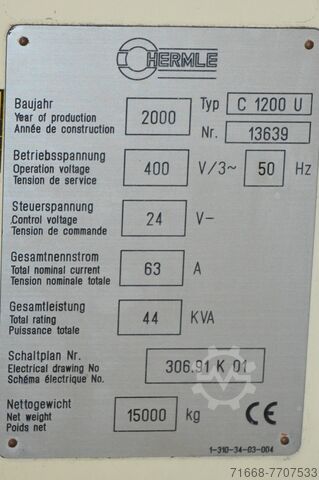 HERMLE
Baujahr
Year of production
Année de construction
2000
Typ C 1200 U
Nr. 13639
Betriebsspannung
Operation voltage
Tension de service
400 V/3~ 50 Hz
Steuerspannung
Control voltage
Tension de commande
24 V–
Gesamtnennstrom
Total nominal current
Tension nominale totale
63 A
Gesamtleistung
Total rating
Puissance totale
44 KVA
Schaltplan Nr.
Electrical drawing No
Schéma électrique No.
306.91 K 01
Nettogewicht
Net weight
Poids net
15000 kg
CE
1-310-34-03-004
71668-7707533